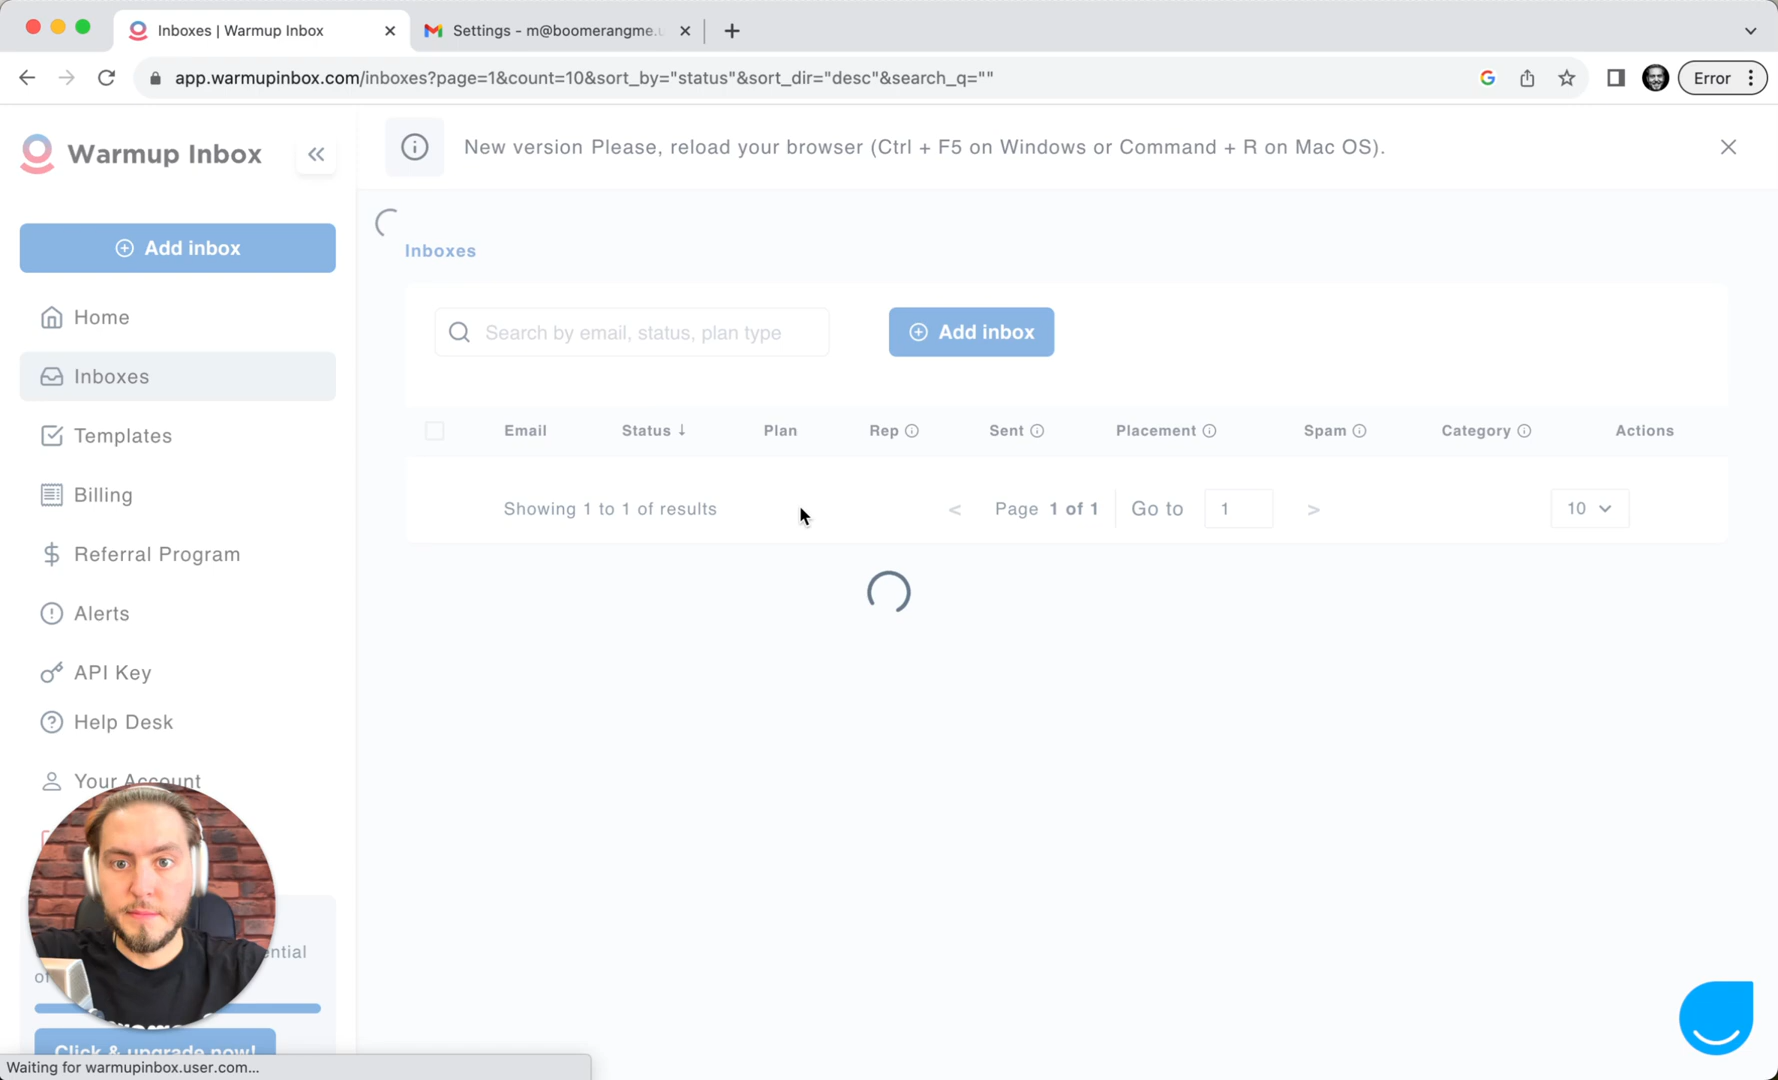 Inboxes | Warmup Inbox
Settings - m@boomerangme.
app.warmupinbox.com/inboxes?page=1&count=10&sort_by="status"&sort_dir="desc"&search_q=""
Error
Warmup Inbox
New version Please, reload your browser (Ctrl + F5 on Windows or Command + R on Mac OS).
Add inbox
Home
Inboxes
Templates
Billing
Referral Program
Alerts
API Key
Help Desk
Your Account
Inboxes
Search by email, status, plan type
Add inbox
Email Status ↓ Plan Rep Sent Placement Spam Category Actions
Showing 1 to 1 of results < Page 1 of 1 Go to 1 > 10
Click & upgrade now!
Waiting for warmupinbox.user.com...